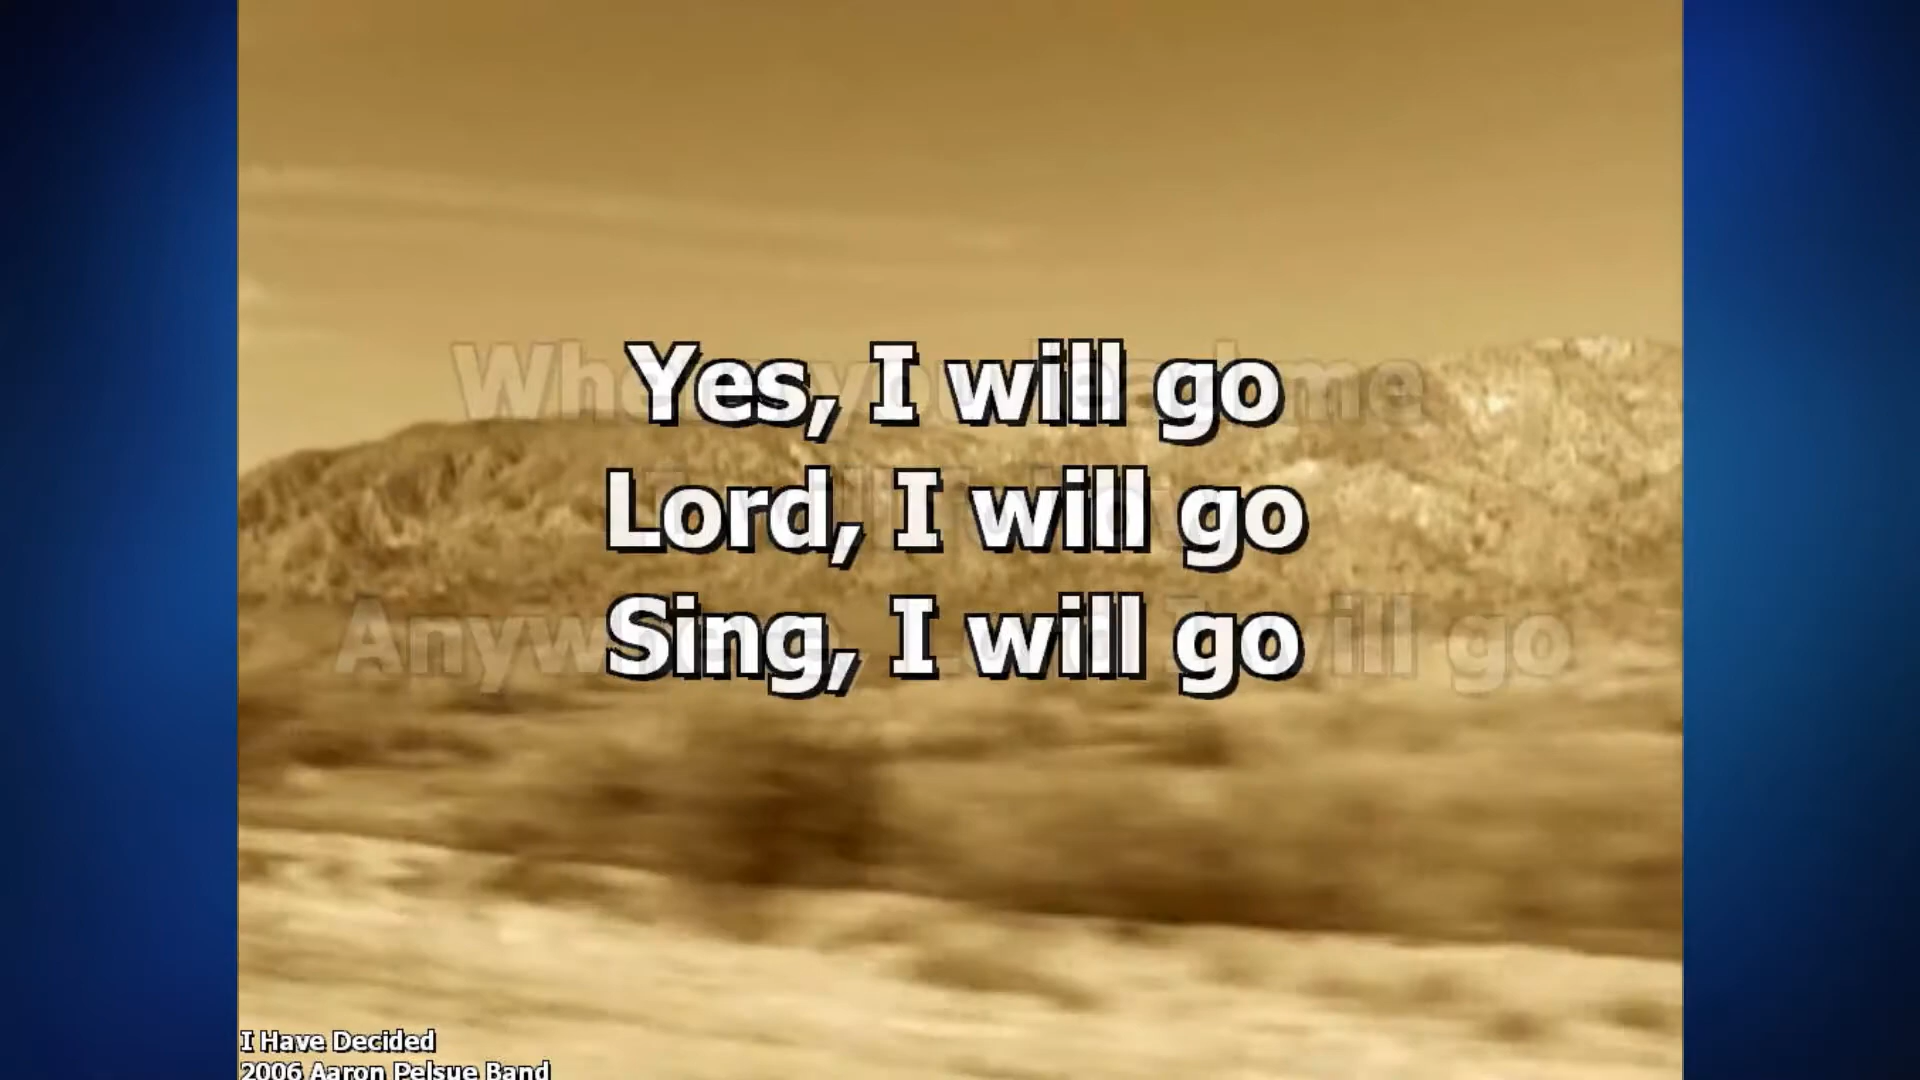 Yes, I will go
Lord, I will go
Sing, I will go
I Have Decided
2006 Aaron Pelsue Band